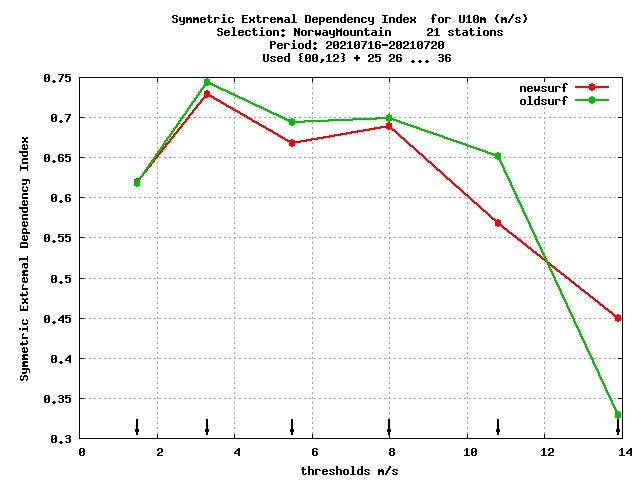 Symmetric Extremal Dependency Index  for U10m (m/s)
Selection: NorwayMountain     21 stations
Period: 20210716-20210720
Used {00,12} + 25 26 ... 36
newsurf
oldsurf
Symmetric Extremal Dependency Index
0.75
0.7
0.65
0.6
0.55
0.5
0.45
0.4
0.35
0.3
0 2 4 6 8 10 12 14
thresholds m/s